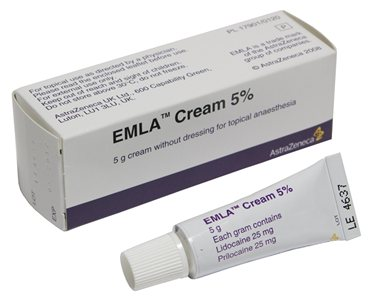 For topical use as directed by a physician
Please read the enclosed leaflet before use.
For external use only.
Keep out of reach and sight of children.
Do not store above 30°C, do not freeze.
AstraZeneca UK Ltd., 600 Capability Green,
Luton, LU1 3LU, UK.
PL 17901/0120
P
EMLA is a trade mark
of the AstraZeneca
group of companies
© AstraZeneca 2008
EMLA™ Cream 5%
5 g cream without dressing for topical anaesthesia
AstraZeneca
EMLA™ Cream 5%
5 g
Each gram contains
Lidocaine 25 mg
Prilocaine 25 mg
LOT
LE 4637